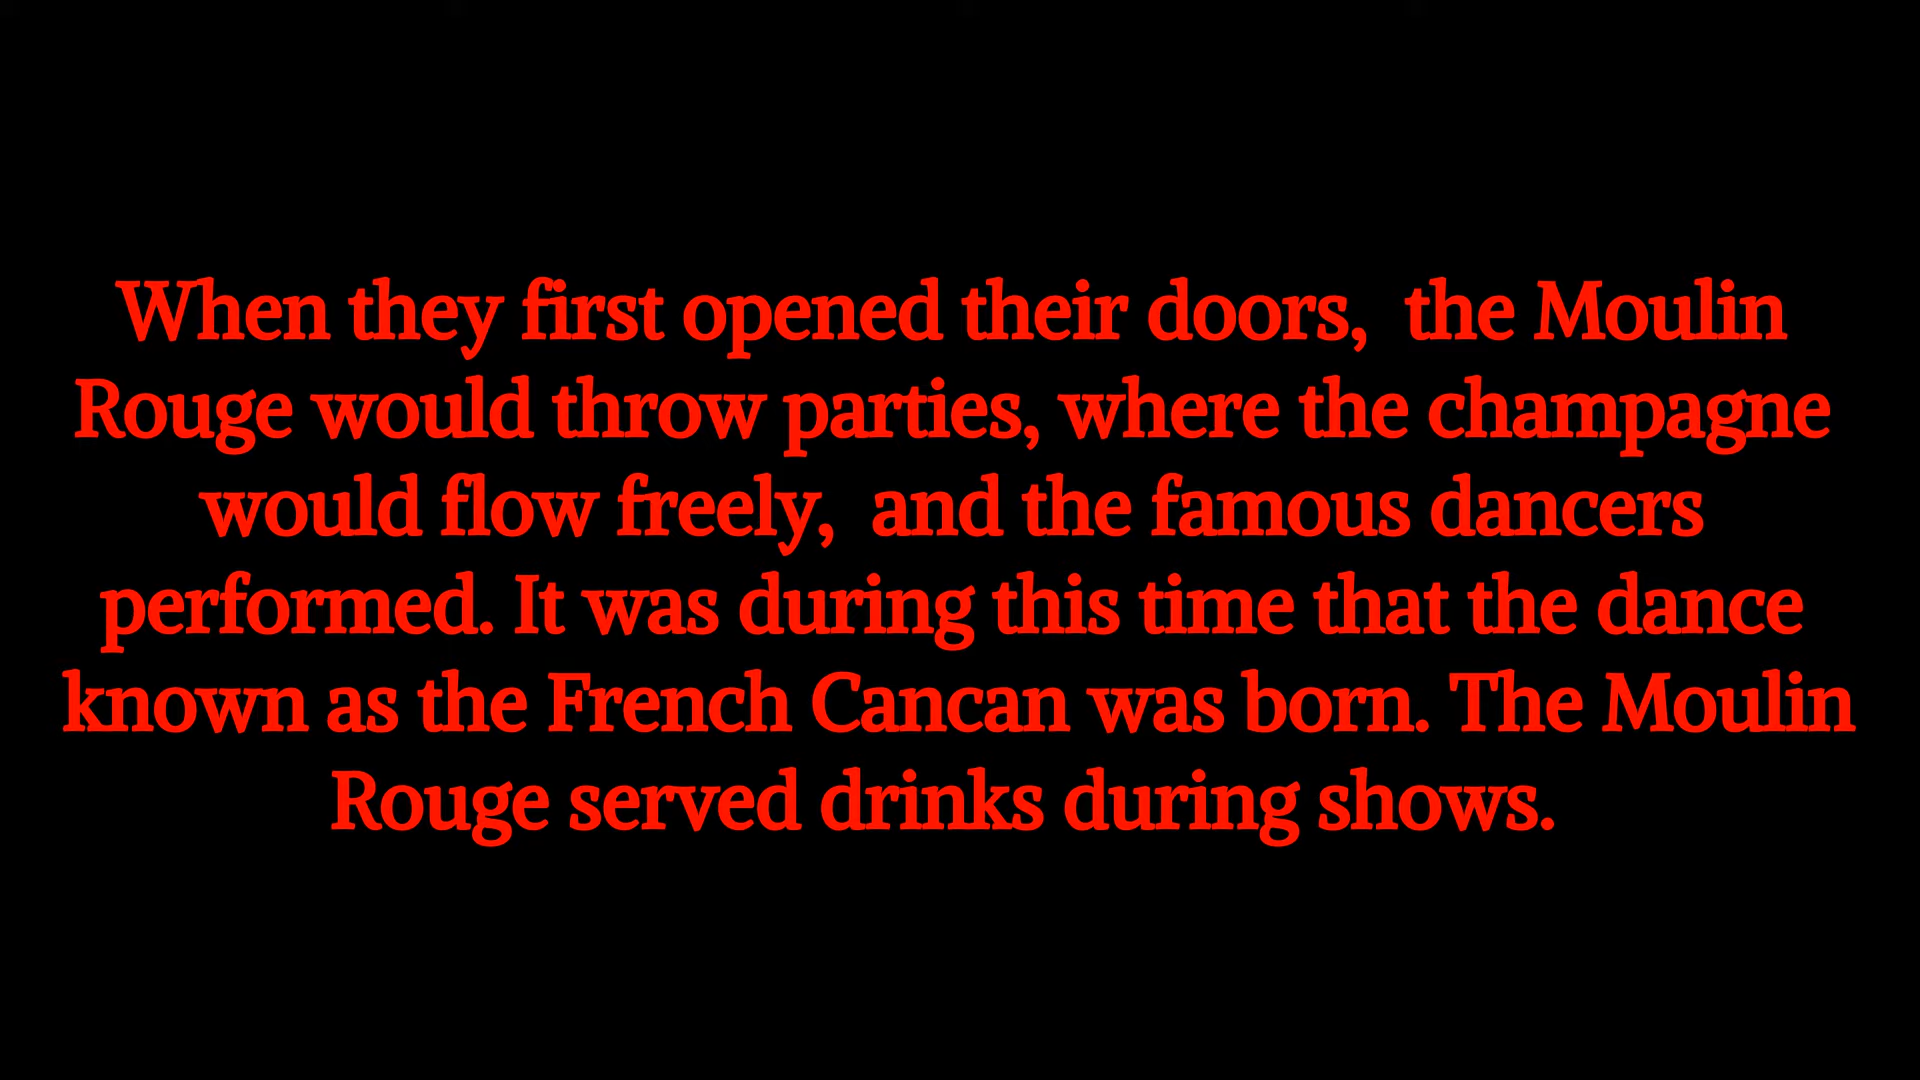 When they first opened their doors,  the Moulin
Rouge would throw parties, where the champagne
would flow freely,  and the famous dancers
performed. It was during this time that the dance
known as the French Cancan was born. The Moulin
Rouge served drinks during shows.